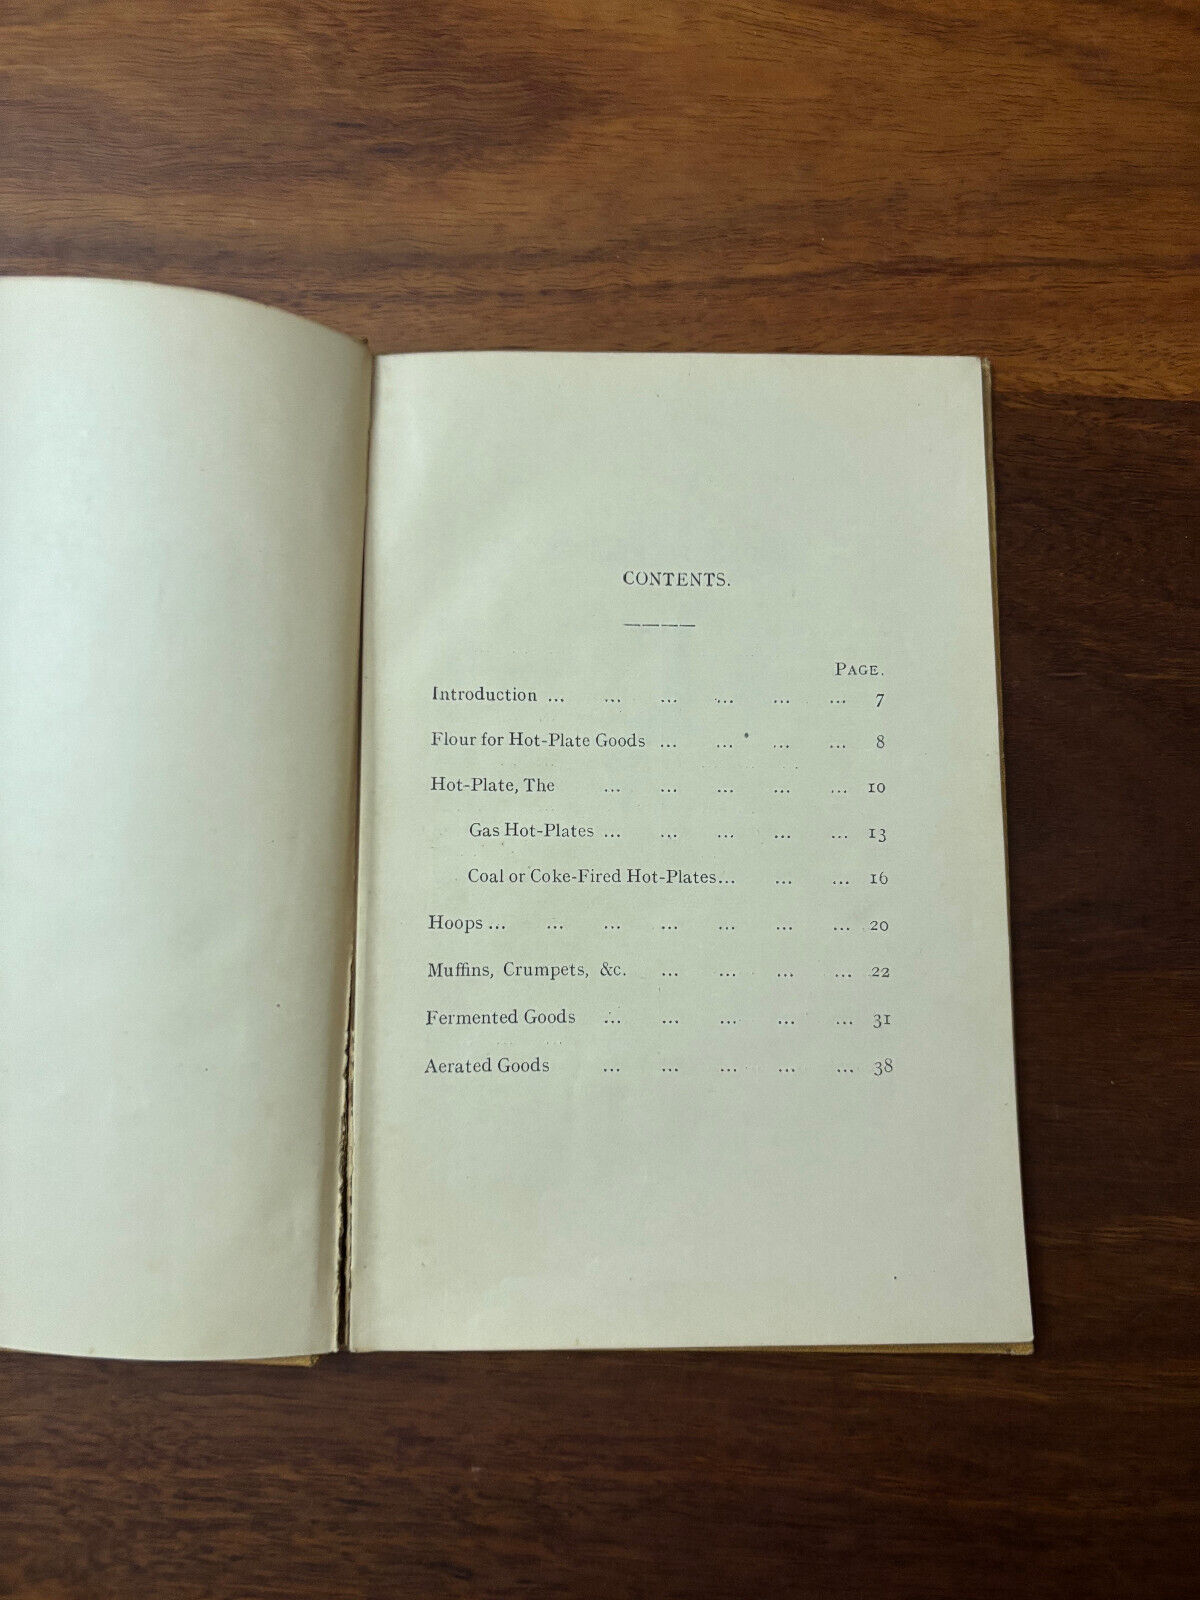 CONTENTS.
PAGE.
Introduction ... ... ... ... ... ... 7
Flour for Hot-Plate Goods ... ... ... ... 8
Hot-Plate, The ... ... ... ... ... 10
Gas Hot-Plates ... ... ... ... ... 13
Coal or Coke-Fired Hot-Plates... ... ... 16
Hoops ... ... ... ... ... ... ... 20
Muffins, Crumpets, &c. ... ... ... ... 22
Fermented Goods ... ... ... ... ... 31
Aerated Goods ... ... ... ... ... 38